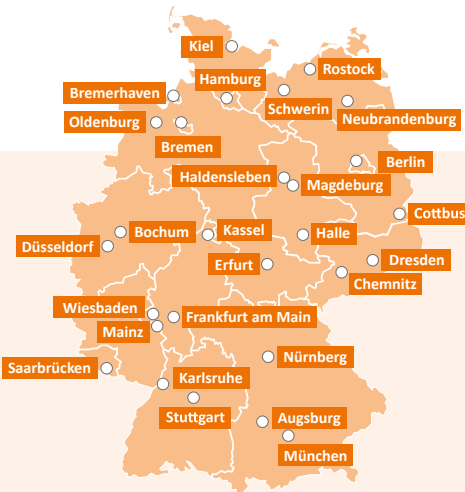 Kiel
Rostock
Hamburg
Bremerhaven
Schwerin
Neubrandenburg
Oldenburg
Bremen
Berlin
Haldensleben
Magdeburg
Cottbus
Bochum
Kassel
Halle
Düsseldorf
Erfurt
Dresden
Chemnitz
Wiesbaden
Frankfurt am Main
Mainz
Nürnberg
Saarbrücken
Karlsruhe
Stuttgart
Augsburg
München